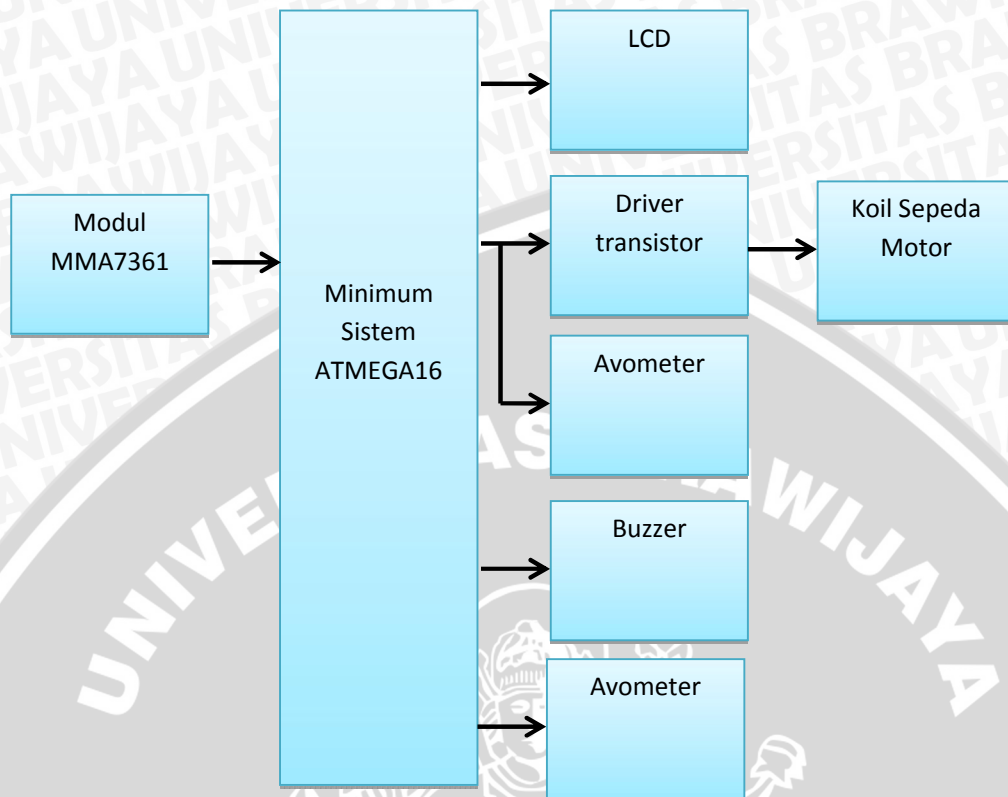 LCD
Modul
MMA7361
Minimum
Sistem
ATMEGA16
Driver
transistor
Koil Sepeda
Motor
Avometer
Buzzer
Avometer